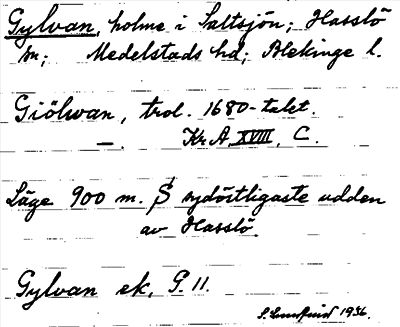 Gylvan, holme i Saltsjön; Hasslö
sn; Medelstads hd; Blekinge l.
Giölwan, trol. 1680-talet.
— Kr A, XVIII, C.
Läge 900 m. S sydöstligaste udden
av Hasslö.
Gylvan ek, G. 11.
1936.